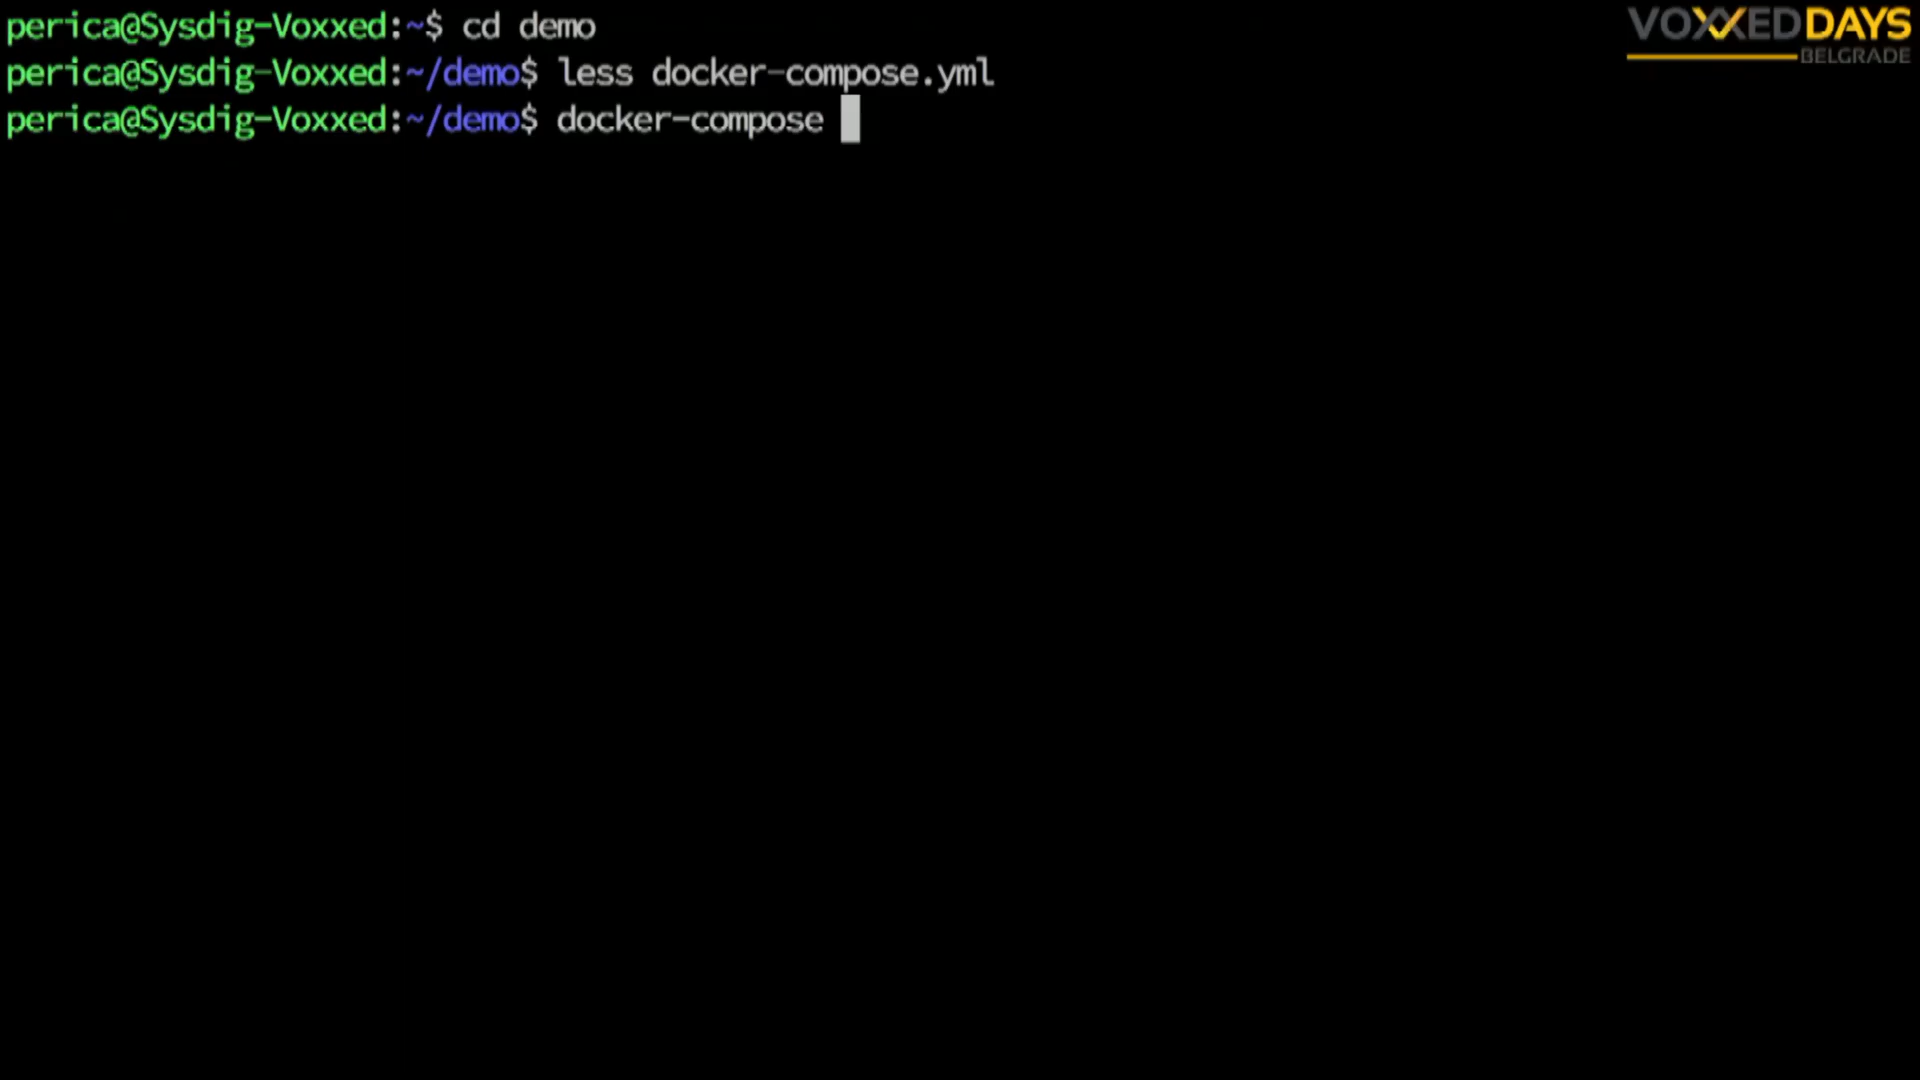 perica@Sysdig-Voxxed:~$ cd demo
perica@Sysdig-Voxxed:~/demo$ less docker-compose.yml
perica@Sysdig-Voxxed:~/demo$ docker-compose
VOXXEDDAYS
BELGRADE